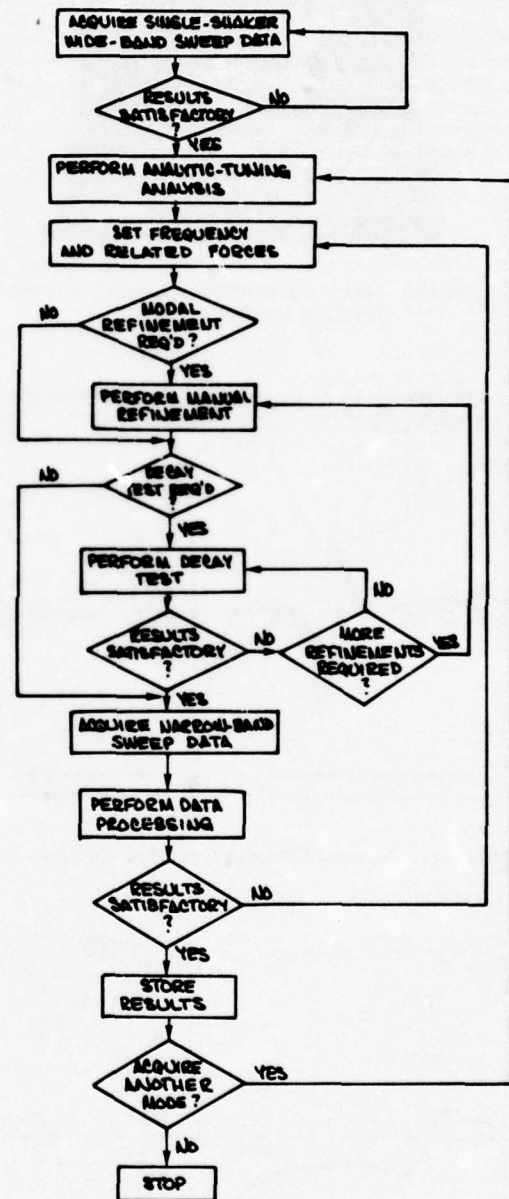 ACQUIRE SINGLE-SHAKER
WIDE-BAND SWEEP DATA
RESULTS
SATISFACTORY
?
NO
YES
PERFORM ANALYTIC-TUNING
ANALYSIS
SET FREQUENCY
AND RELATED FORCES
MODAL
REFINEMENT
REQ'D?
NO
YES
PERFORM MANUAL
REFINEMENT
DECAY
TEST REQ'D
?
NO
YES
PERFORM DECAY
TEST
RESULTS
SATISFACTORY
?
NO
MORE
REFINEMENTS
REQUIRED
?
NO
YES
YES
ACQUIRE NARROW-BAND
SWEEP DATA
PERFORM DATA
PROCESSING
RESULTS
SATISFACTORY
?
NO
YES
STORE
RESULTS
ACQUIRE
ANOTHER
MODE?
YES
NO
STOP